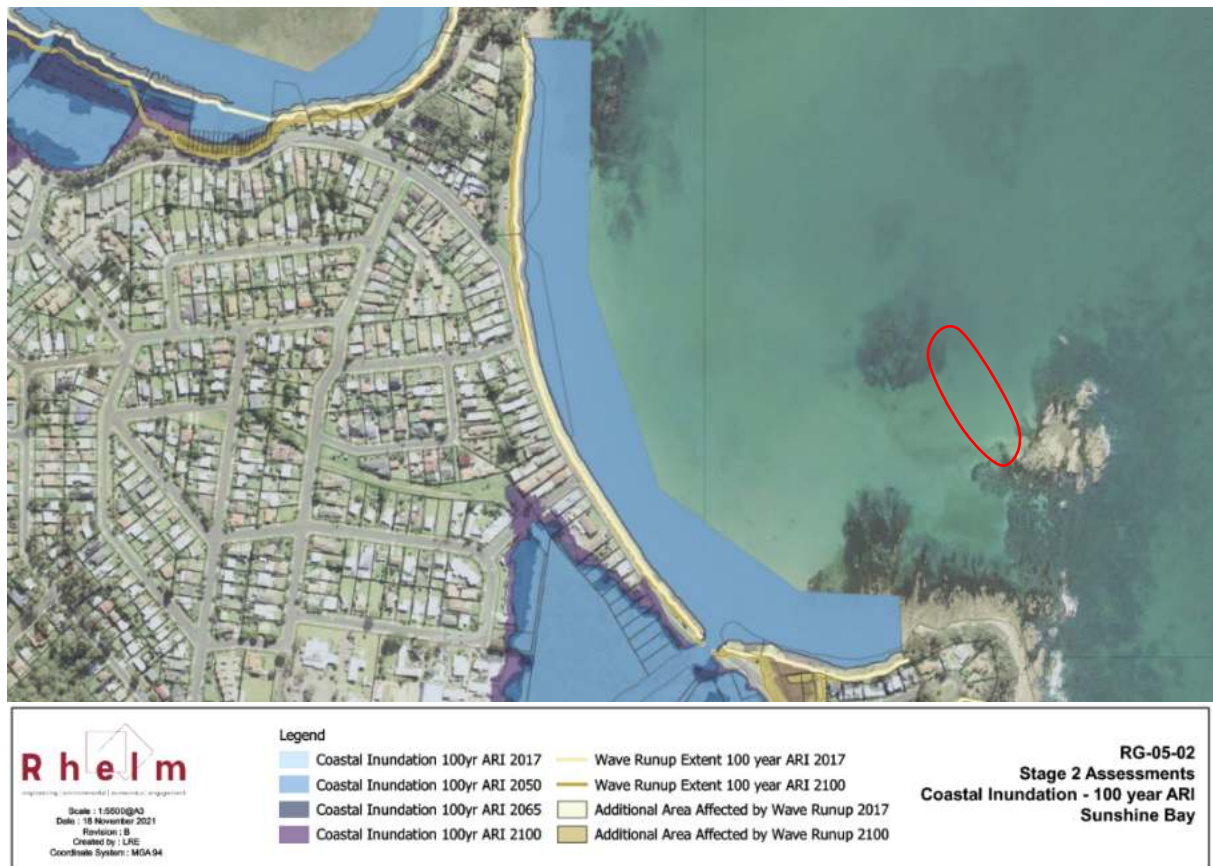 Rhelm
engineering | environmental | economics | engagement
Scale : 1:5500@A3
Date : 18 November 2021
Revision : B
Created by : LRE
Coordinate System : MGA 94
Legend
Coastal Inundation 100yr ARI 2017
Coastal Inundation 100yr ARI 2050
Coastal Inundation 100yr ARI 2065
Coastal Inundation 100yr ARI 2100
Wave Runup Extent 100 year ARI 2017
Wave Runup Extent 100 year ARI 2100
Additional Area Affected by Wave Runup 2017
Additional Area Affected by Wave Runup 2100
RG-05-02
Stage 2 Assessments
Coastal Inundation - 100 year ARI
Sunshine Bay